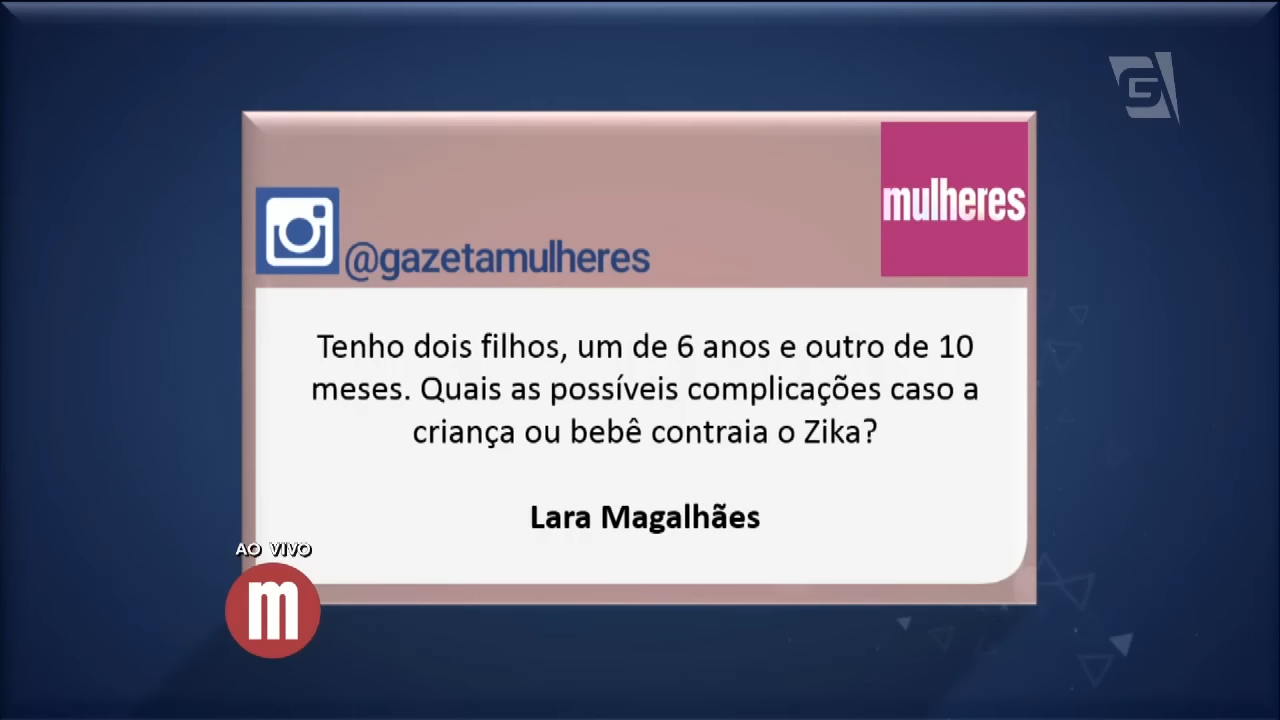 mulheres
@gazetamulheres
Tenho dois filhos, um de 6 anos e outro de 10
meses. Quais as possíveis complicações caso a
criança ou bebê contraia o Zika?
Lara Magalhães
AO VIVO
m
G